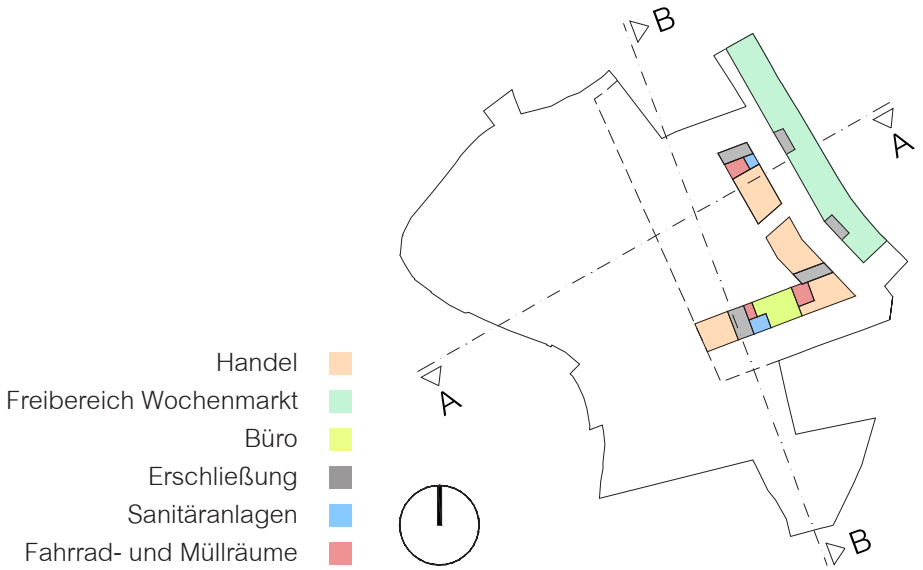 B
A
Handel
Freibereich Wochenmarkt
Büro
Erschließung
Sanitäranlagen
Fahrrad- und Müllräume
A
B